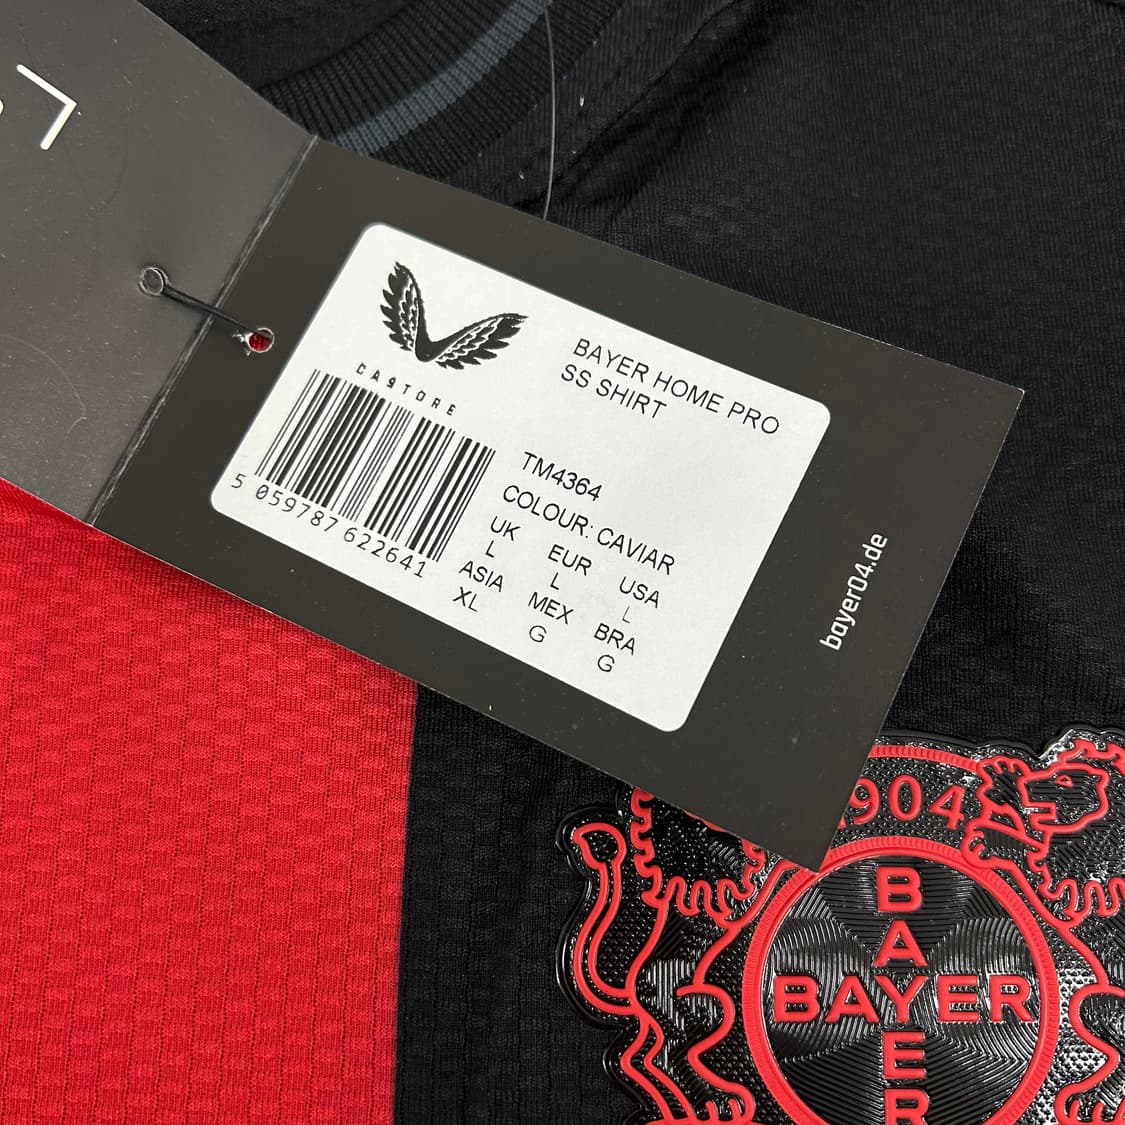 CASTORE
BAYER HOME PRO
SS SHIRT
TM4364
COLOUR: CAVIAR
UK EUR USA
L L L
ASIA MEX BRA
XL G G
5 059787 622641
bayer04.de
1904
BAYER
BAYER